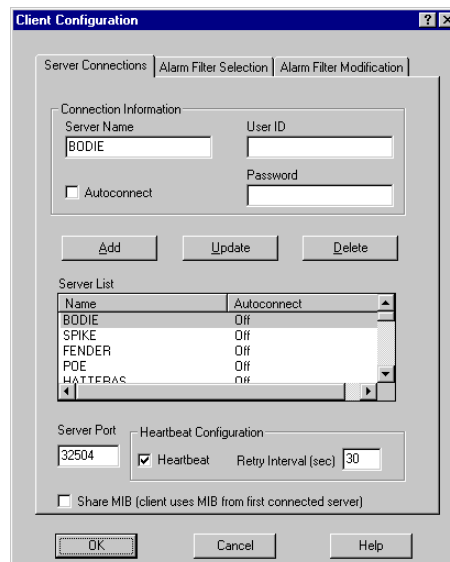 Client Configuration
Server Connections Alarm Filter Selection Alarm Filter Modification
Connection Information
Server Name User ID
BODIE
Password
Autoconnect
Add Update Delete
Server List
Name Autoconnect
BODIE Off
SPIKE Off
FENDER Off
POE Off
HATTERAS Off
Server Port Heartbeat Configuration
32504 Heartbeat Retry Interval (sec) 30
Share MIB (client uses MIB from first connected server)
OK Cancel Help